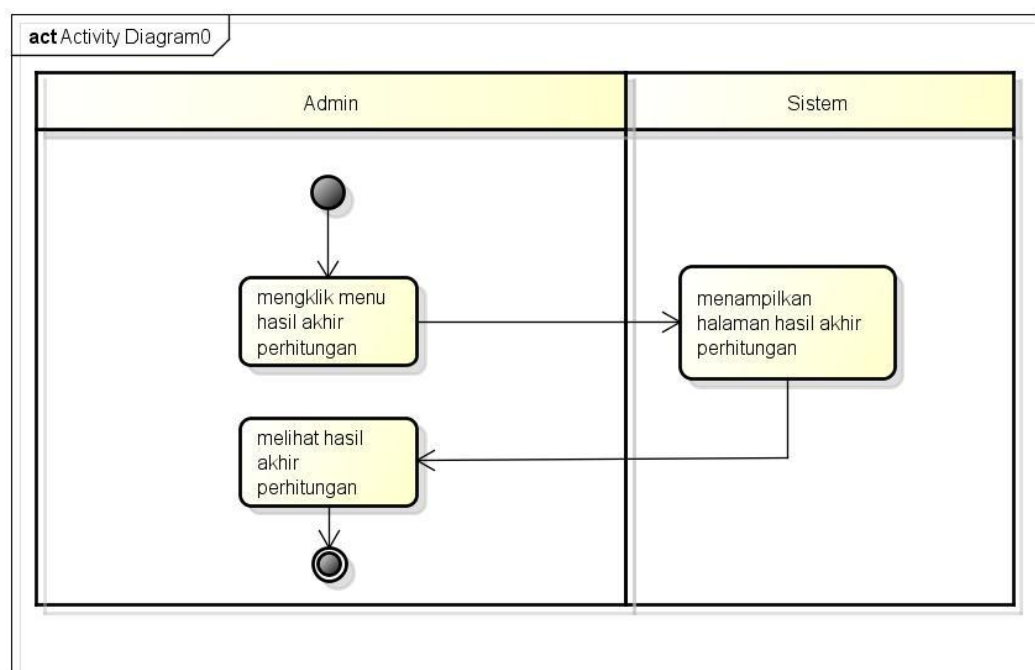 act Activity Diagram0
Admin
Sistem
mengklik menu
hasil akhir
perhitungan
menampilkan
halaman hasil akhir
perhitungan
melihat hasil
akhir
perhitungan